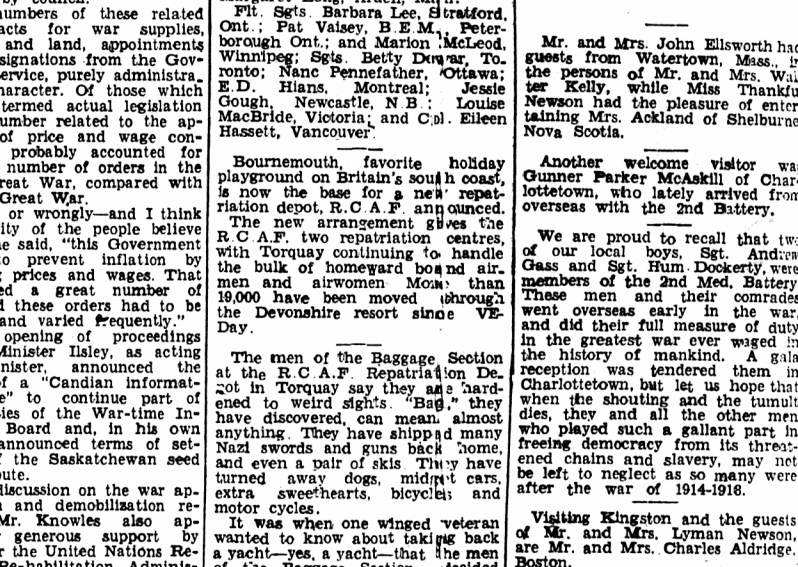 by council.
numbers of these related
acts for war supplies,
and land, appointments
signations from the Gov-
ervice, purely administra.
haracter. Of those which
termed actual legislation
umber related to the ap-
of price and wage con-
probably accounted for
number of orders in the
reat War, compared with
Great War.
or wrongly—and I think
ity of the people believe
he said, "this Government
to prevent inflation by
prices and wages. That
ed a great number of
d these orders had to be
and varied frequently."
opening of proceedings
Minister Ilsley, as acting
nister, announced the
f a "Candian informat-
e" to continue part of
ies of the War-time In-
Board and, in his own
announced terms of set-
f the Saskatchewan seed
oute.
discussion on the war ap-
n and demobilization re-
Mr. Knowles also ap-
generous support by
r the United Nations Re-
Re-habilitation Adminis-
Flt. Sgts. Barbara Lee, Stratford,
Ont.; Pat Vaisey, B.E.M., Peter-
borough Ont.; and Marion McLeod,
Winnipeg; Sgts. Betty Dewar, To-
ronto; Nanc Pennefather, Ottawa;
E.D. Hians, Montreal; Jessie
Gough, Newcastle, N.B.; Louise
MacBride, Victoria; and Cpl. Eileen
Hassett, Vancouver.
Bournemouth, favorite holiday
playground on Britain's south coast,
is now the base for a new repat-
riation depot, R.C.A.F. announced.
The new arrangement gives the
R.C.A.F. two repatriation centres,
with Torquay continuing to handle
the bulk of homeward bound air-
men and airwomen More than
19,000 have been moved through
the Devonshire resort since VE-
Day.
The men of the Baggage Section
at the R.C.A.F. Repatriation De-
pot in Torquay say they are hard-
ened to weird sights. "Bag," they
have discovered, can mean almost
anything. They have shipped many
Nazi swords and guns back home,
and even a pair of skis. They have
turned away dogs, midget cars,
extra sweethearts, bicycles and
motor cycles.
It was when one winged veteran
wanted to know about taking back
a yacht—yes, a yacht—that the men
of the Baggage Section decided
Mr. and Mrs. John Ellsworth had
guests from Watertown, Mass., in
the persons of Mr. and Mrs. Wal
ter Kelly, while Miss Thankful
Newson had the pleasure of enter
taining Mrs. Ackland of Shelburne
Nova Scotia.
Another welcome visitor was
Gunner Parker McAskill of Char-
lottetown, who lately arrived from
overseas with the 2nd Battery.
We are proud to recall that two
of our local boys, Sgt. Andrew
Gass and Sgt. Hum. Dockerty, were
members of the 2nd Med. Battery
These men and their comrades
went overseas early in the war,
and did their full measure of duty
in the greatest war ever waged in
the history of mankind. A gala
reception was tendered them in
Charlottetown, but let us hope that
when the shouting and the tumult
dies, they and all the other men
who played such a gallant part in
freeing democracy from its threat-
ened chains and slavery, may not
be left to neglect as so many were
after the war of 1914-1918.
Visiting Kingston and the guests
of Mr. and Mrs. Lyman Newson,
are Mr. and Mrs. Charles Aldridge,
Boston.